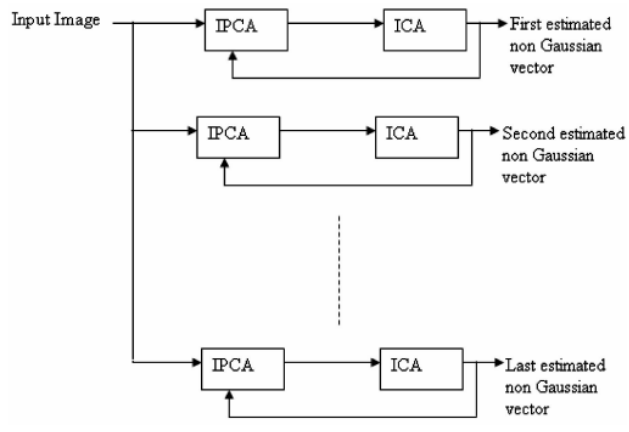 Input Image
IPCA
ICA
First estimated
non Gaussian
vector
IPCA
ICA
Second estimated
non Gaussian
vector
IPCA
ICA
Last estimated
non Gaussian
vector